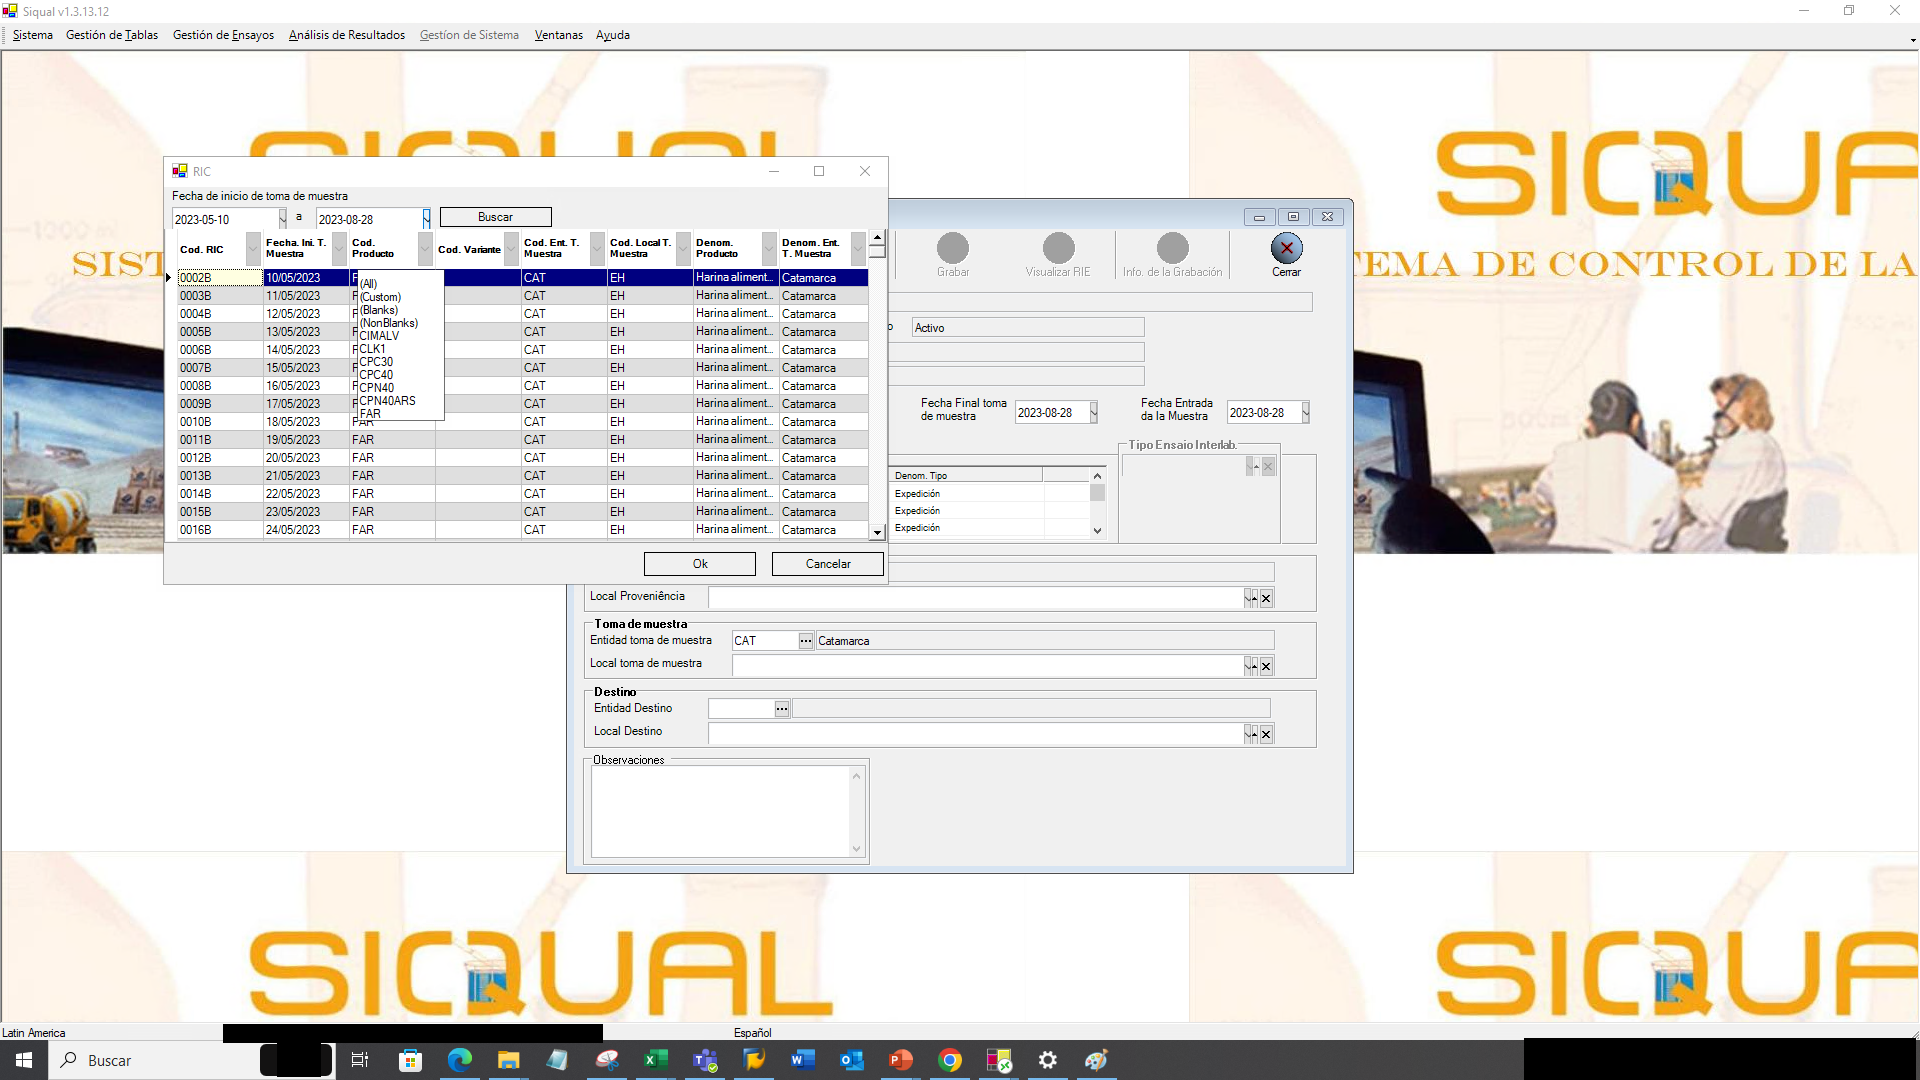 Siqual v1.3.13.12
Sistema Gestión de Tablas Gestión de Ensayos Análisis de Resultados Gestíon de Sistema Ventanas Ayuda
SIQUAL
SIQUAL
RIC
Fecha de inicio de toma de muestra
2023-05-10 a 2023-08-28 Buscar
Cod. RIC Fecha. Ini. T. Muestra Cod. Producto Cod. Variante Cod. Ent. T. Muestra Cod. Local T. Muestra Denom. Producto Denom. Ent. T. Muestra
0002B 10/05/2023 F CAT EH Harina aliment... Catamarca
0003B 11/05/2023 CAT EH Harina aliment... Catamarca
0004B 12/05/2023 CAT EH Harina aliment... Catamarca
0005B 13/05/2023 CAT EH Harina aliment... Catamarca
0006B 14/05/2023 CAT EH Harina aliment... Catamarca
0007B 15/05/2023 CAT EH Harina aliment... Catamarca
0008B 16/05/2023 CAT EH Harina aliment... Catamarca
0009B 17/05/2023 CAT EH Harina aliment... Catamarca
0010B 18/05/2023 FAR CAT EH Harina aliment... Catamarca
0011B 19/05/2023 FAR CAT EH Harina aliment... Catamarca
0012B 20/05/2023 FAR CAT EH Harina aliment... Catamarca
0013B 21/05/2023 FAR CAT EH Harina aliment... Catamarca
0014B 22/05/2023 FAR CAT EH Harina aliment... Catamarca
0015B 23/05/2023 FAR CAT EH Harina aliment... Catamarca
0016B 24/05/2023 FAR CAT EH Harina aliment... Catamarca
(All)
(Custom)
(Blanks)
(NonBlanks)
CIMALV
CLK1
CPC30
CPC40
CPN40
CPN40ARS
FAR
Ok Cancelar
SIST
TEMA DE CONTROL DE LA
Grabar Visualizar RIE Info. de la Grabación Cerrar
o Activo
Fecha Final toma de muestra 2023-08-28 Fecha Entrada da la Muestra 2023-08-28
Tipo Ensaio Interlab.
Denom. Tipo
Expedición
Expedición
Expedición
Local Proveniência
Toma de muestra
Entidad toma de muestra CAT ... Catamarca
Local toma de muestra
Destino
Entidad Destino ...
Local Destino
Observaciones
SIQUAL
SIQUAL
Latin America Español
Buscar